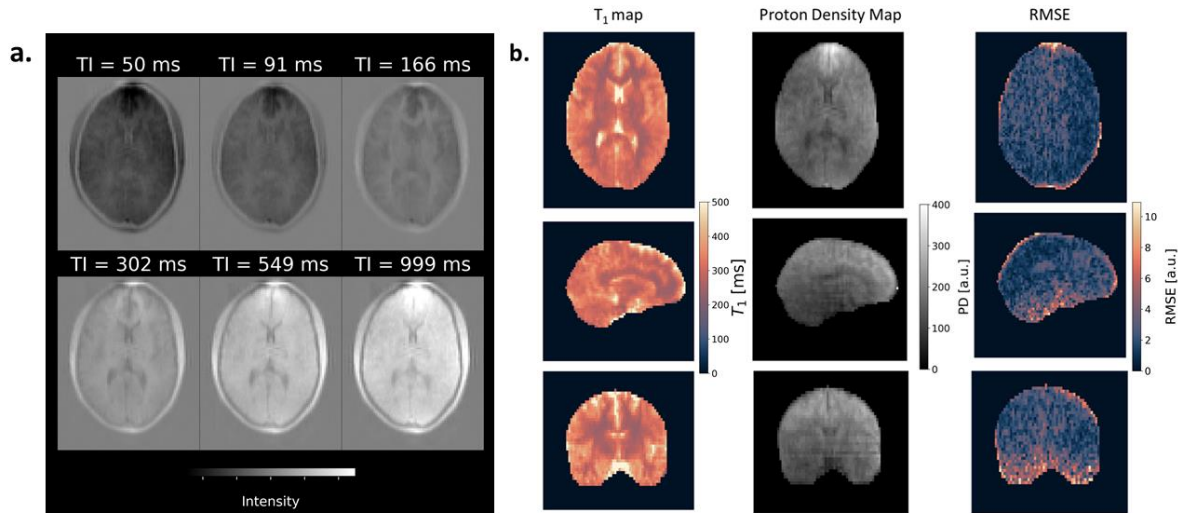 a.
TI = 50 ms TI = 91 ms TI = 166 ms
TI = 302 ms TI = 549 ms TI = 999 ms
Intensity
b.
T₁ map Proton Density Map RMSE
500
400
300
200
100
0
T₁ [ms]
400
300
200
100
0
PD [a.u.]
10
8
6
4
2
0
RMSE [a.u.]